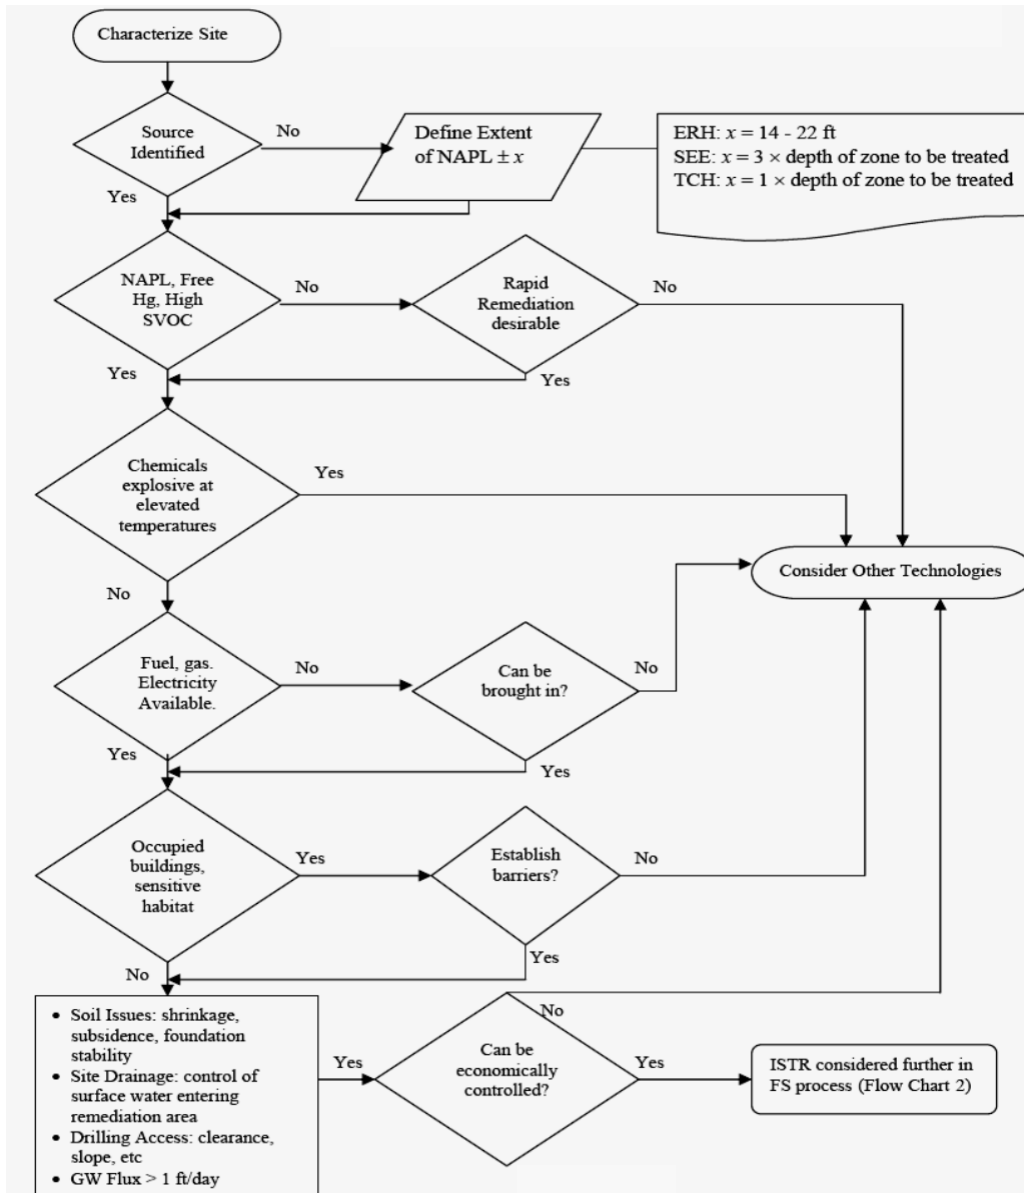 Characterize Site
Source
Identified
No
Define Extent
of NAPL ± x
ERH: x = 14 - 22 ft
SEE: x = 3 × depth of zone to be treated
TCH: x = 1 × depth of zone to be treated
Yes
NAPL, Free
Hg, High
SVOC
No
Rapid
Remediation
desirable
No
Yes
Yes
Chemicals
explosive at
elevated
temperatures
Yes
Consider Other Technologies
No
Fuel, gas.
Electricity
Available.
No
Can be
brought in?
No
Yes
Yes
Occupied
buildings,
sensitive
habitat
Yes
Establish
barriers?
No
Yes
No
• Soil Issues: shrinkage,
subsidence, foundation
stability
• Site Drainage: control of
surface water entering
remediation area
• Drilling Access: clearance,
slope, etc
• GW Flux > 1 ft/day
Yes
No
Can be
economically
controlled?
Yes
ISTR considered further in
FS process (Flow Chart 2)